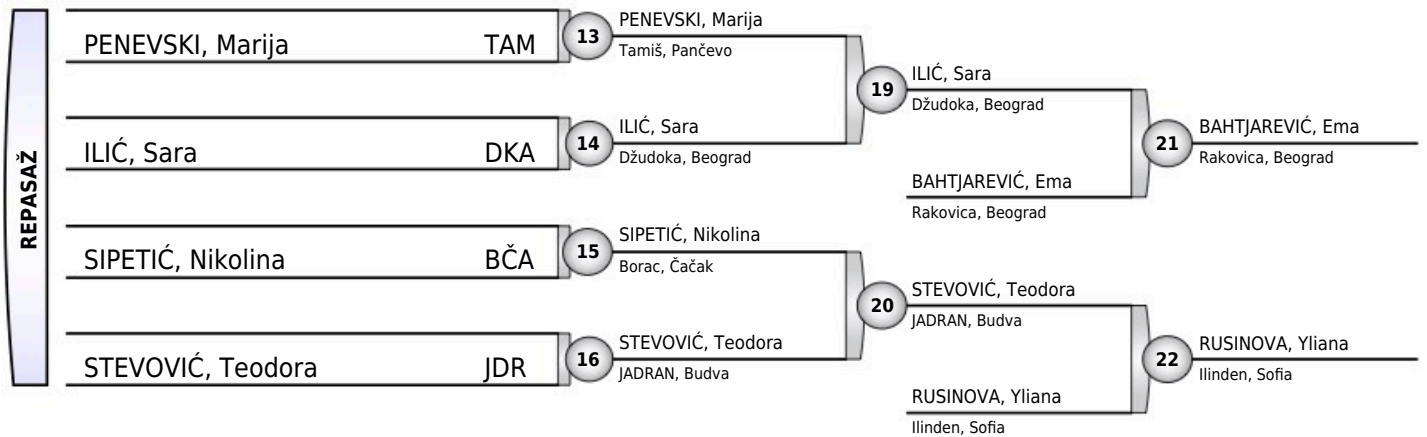 REPASAŽ
PENEVSKI, Marija TAM
13
PENEVSKI, Marija
Tamiš, Pančevo
ILIĆ, Sara DKA
14
ILIĆ, Sara
Džudoka, Beograd
SIPETIĆ, Nikolina BČA
15
SIPETIĆ, Nikolina
Borac, Čačak
STEVOVIĆ, Teodora JDR
16
STEVOVIĆ, Teodora
JADRAN, Budva
19
ILIĆ, Sara
Džudoka, Beograd
BAHTJAREVIĆ, Ema
Rakovica, Beograd
20
STEVOVIĆ, Teodora
JADRAN, Budva
RUSINOVA, Yliana
Ilinden, Sofia
21
BAHTJAREVIĆ, Ema
Rakovica, Beograd
22
RUSINOVA, Yliana
Ilinden, Sofia